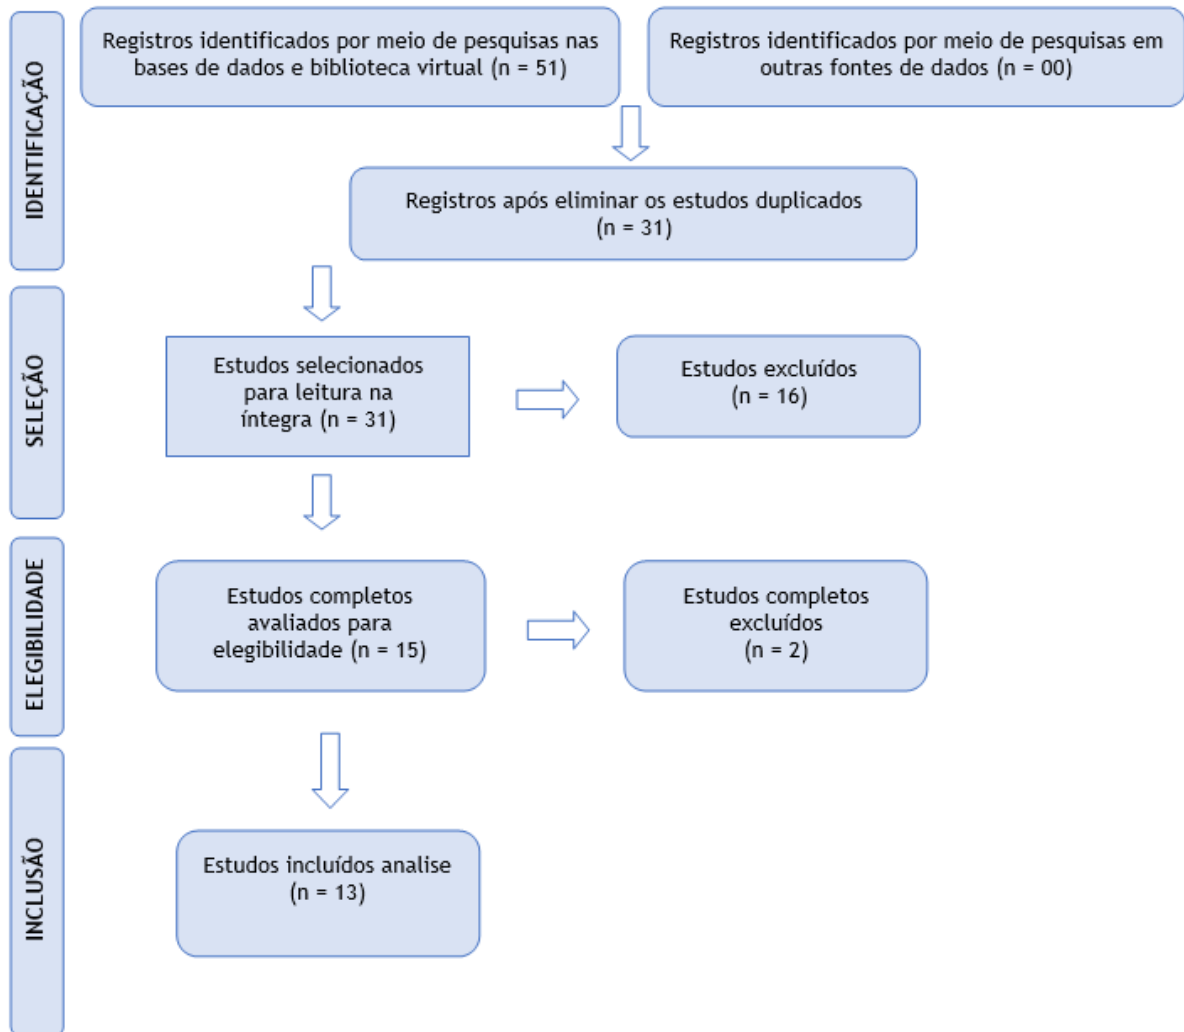 IDENTIFICAÇÃO
Registros identificados por meio de pesquisas nas
bases de dados e biblioteca virtual (n = 51)
Registros identificados por meio de pesquisas em
outras fontes de dados (n = 00)
Registros após eliminar os estudos duplicados
(n = 31)
SELEÇÃO
Estudos selecionados
para leitura na
íntegra (n = 31)
Estudos excluídos
(n = 16)
ELEGIBILIDADE
Estudos completos
avaliados para
elegibilidade (n = 15)
Estudos completos
excluídos
(n = 2)
INCLUSÃO
Estudos incluídos analise
(n = 13)